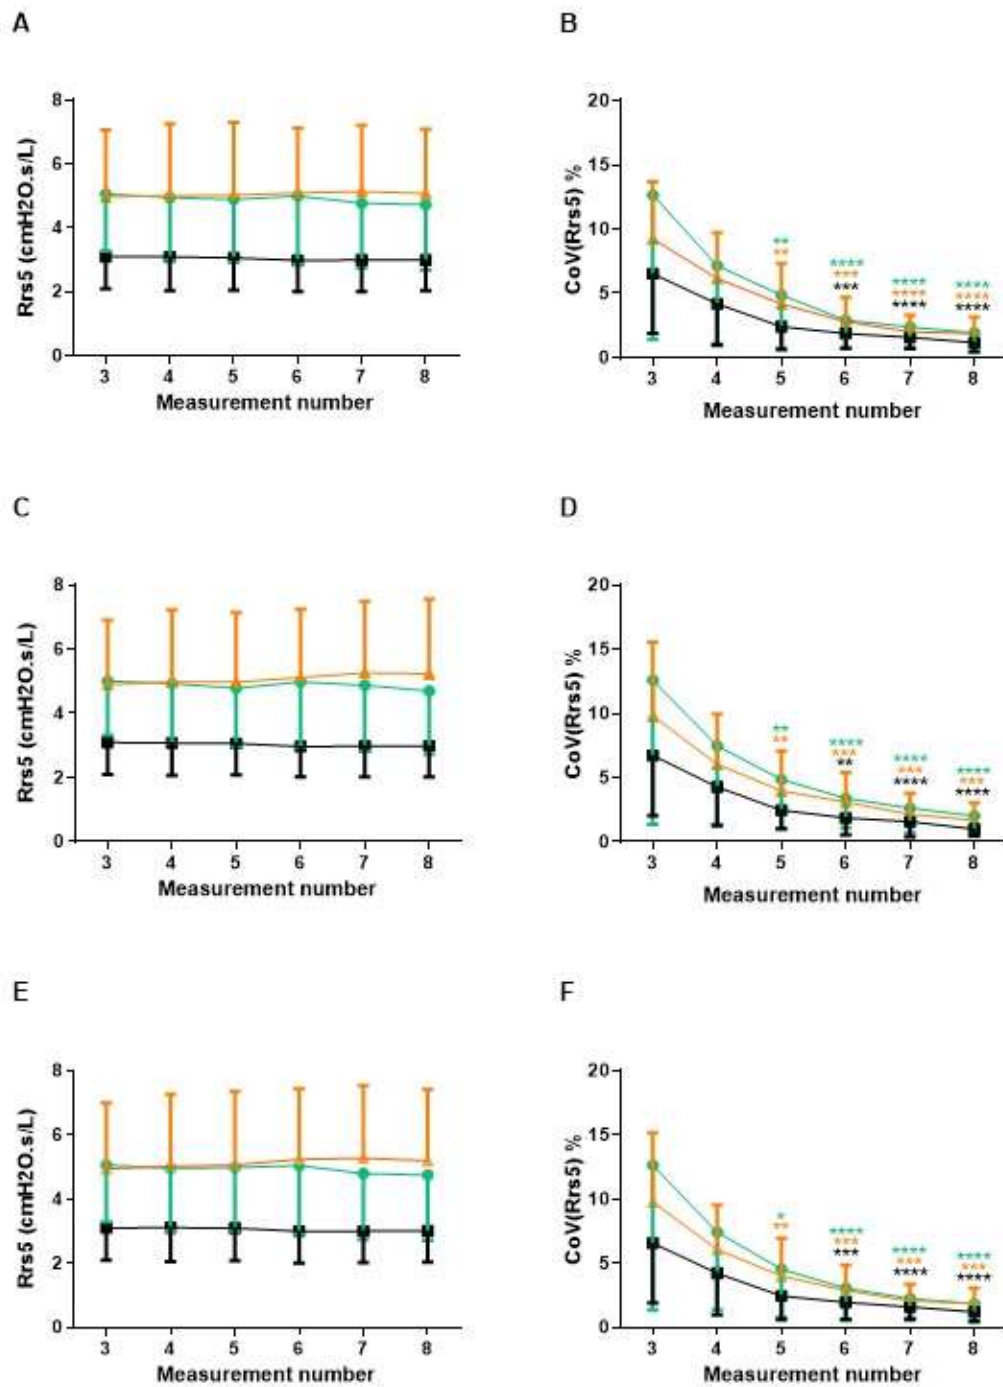 A
B
8
6
4
2
0
Rrs5 (cmH2O.s/L)
3 4 5 6 7 8
Measurement number
20
15
10
5
0
CoV(Rrs5) %
** **** **** ****
** *** **** ****
*** **** ****
3 4 5 6 7 8
Measurement number
C
D
8
6
4
2
0
Rrs5 (cmH2O.s/L)
3 4 5 6 7 8
Measurement number
20
15
10
5
0
CoV(Rrs5) %
** **** **** ****
** *** *** ***
** **** ****
3 4 5 6 7 8
Measurement number
E
F
8
6
4
2
0
Rrs5 (cmH2O.s/L)
3 4 5 6 7 8
Measurement number
20
15
10
5
0
CoV(Rrs5) %
* **** **** ****
** *** *** ***
*** **** ****
3 4 5 6 7 8
Measurement number